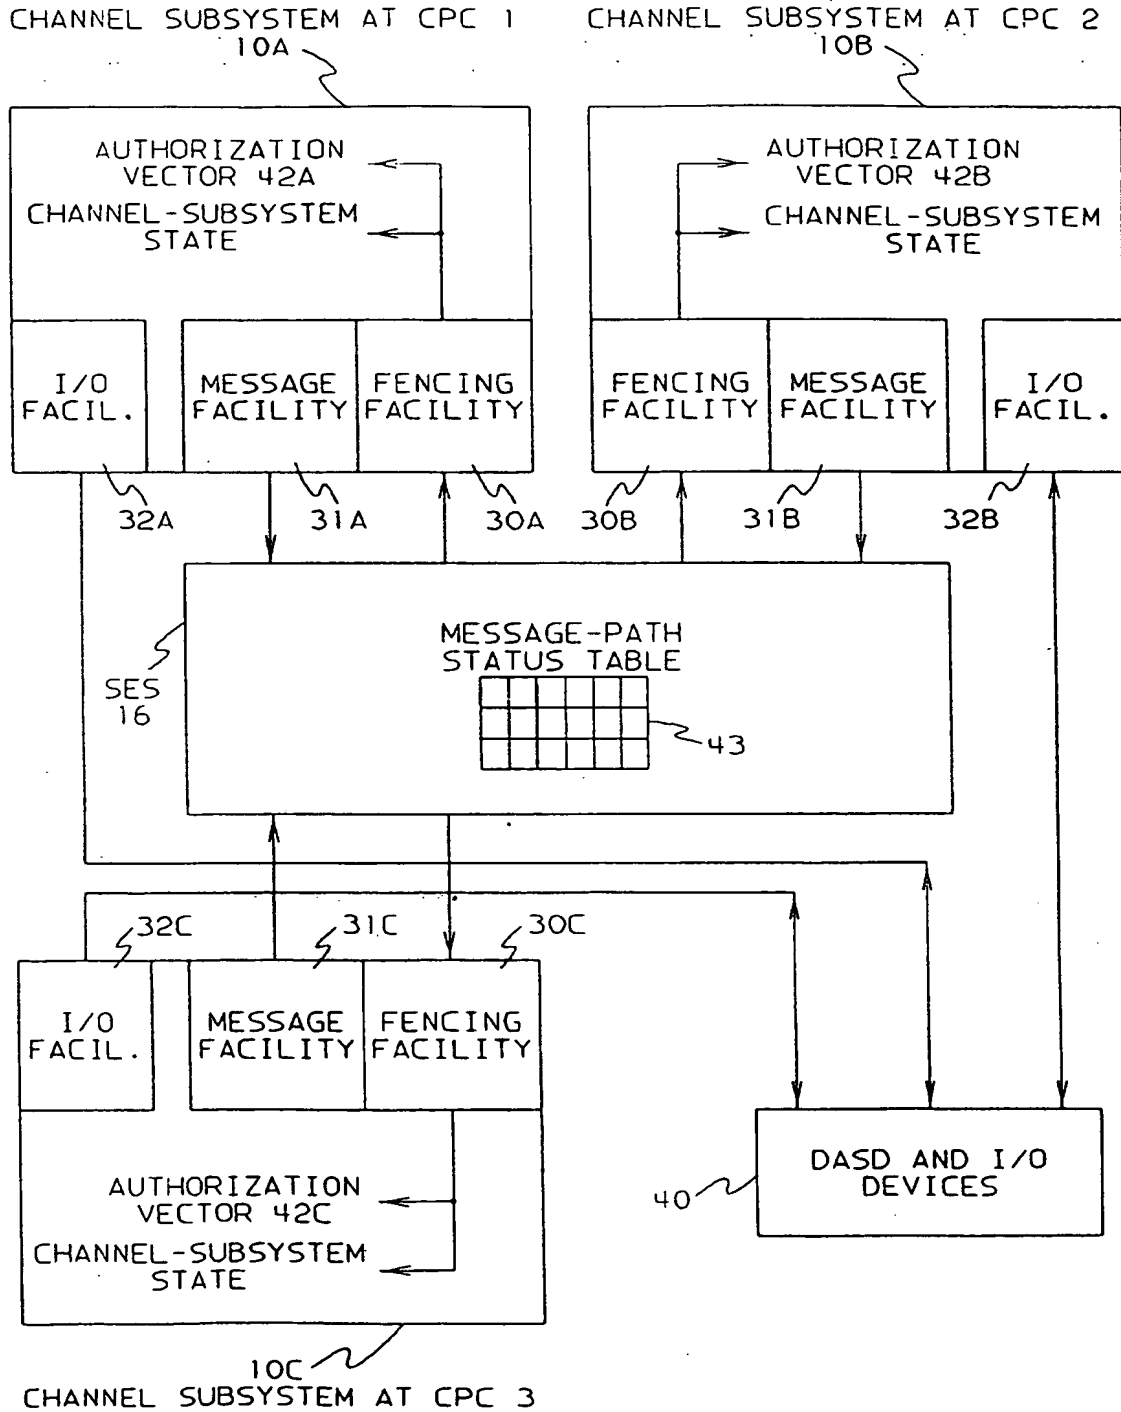 CHANNEL SUBSYSTEM AT CPC 1
10A
CHANNEL SUBSYSTEM AT CPC 2
10B
AUTHORIZATION
VECTOR 42A
CHANNEL-SUBSYSTEM
STATE
AUTHORIZATION
VECTOR 42B
CHANNEL-SUBSYSTEM
STATE
I/O
FACIL.
MESSAGE
FACILITY
FENCING
FACILITY
FENCING
FACILITY
MESSAGE
FACILITY
I/O
FACIL.
32A
31A
30A
30B
31B
32B
MESSAGE-PATH
STATUS TABLE
SES
16
43
32C
31C
30C
I/O
FACIL.
MESSAGE
FACILITY
FENCING
FACILITY
AUTHORIZATION
VECTOR 42C
CHANNEL-SUBSYSTEM
STATE
DASD AND I/O
DEVICES
40
10C
CHANNEL SUBSYSTEM AT CPC 3